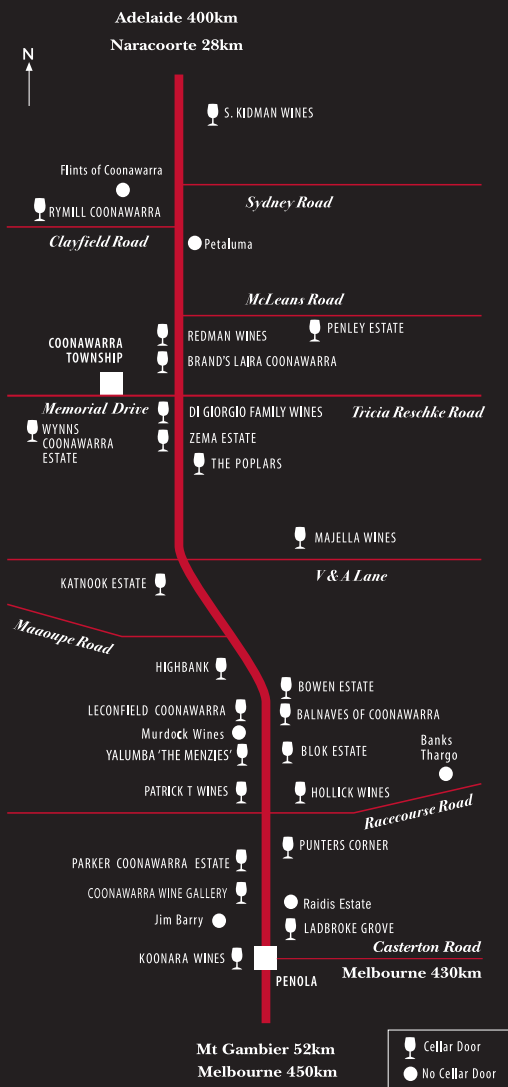 Adelaide 400km
Naracoorte 28km
N
S. KIDMAN WINES
Flints of Coonawarra
RYMILL COONAWARRA
Sydney Road
Clayfield Road
Petaluma
McLeans Road
REDMAN WINES
PENLEY ESTATE
COONAWARRA
TOWNSHIP
BRAND'S LAIRA COONAWARRA
Memorial Drive
DI GIORGIO FAMILY WINES
Tricia Reschke Road
WYNNS
COONAWARRA
ESTATE
ZEMA ESTATE
THE POPLARS
MAJELLA WINES
V & A Lane
KATNOOK ESTATE
Maaoupe Road
HIGHBANK
BOWEN ESTATE
LECONFIELD COONAWARRA
BALNAVES OF COONAWARRA
Murdock Wines
YALUMBA 'THE MENZIES'
BLOK ESTATE
Banks
Thargo
PATRICK T WINES
HOLLICK WINES
Racecourse Road
PUNTERS CORNER
PARKER COONAWARRA ESTATE
COONAWARRA WINE GALLERY
Raidis Estate
Jim Barry
LADBROKE GROVE
Casterton Road
KOONARA WINES
Melbourne 430km
PENOLA
Mt Gambier 52km
Melbourne 450km
Cellar Door
No Cellar Door